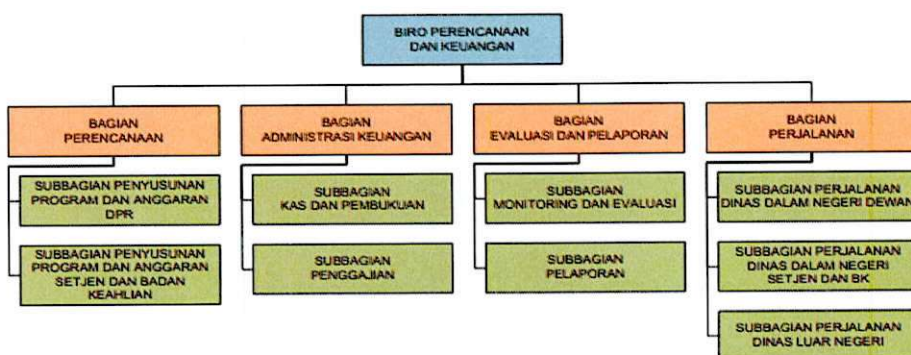 BIRO PERENCANAAN
DAN KEUANGAN
BAGIAN
PERENCANAAN
BAGIAN
ADMINISTRASI KEUANGAN
BAGIAN
EVALUASI DAN PELAPORAN
BAGIAN
PERJALANAN
SUBBAGIAN PENYUSUNAN
PROGRAM DAN ANGGARAN
DPR
SUBBAGIAN PENYUSUNAN
PROGRAM DAN ANGGARAN
SETJEN DAN BADAN
KEAHLIAN
SUBBAGIAN
KAS DAN PEMBUKUAN
SUBBAGIAN
PENGGAJIAN
SUBBAGIAN
MONITORING DAN EVALUASI
SUBBAGIAN
PELAPORAN
SUBBAGIAN PERJALANAN
DINAS DALAM NEGERI DEWAN
SUBBAGIAN PERJALANAN
DINAS DALAM NEGERI
SETJEN DAN BK
SUBBAGIAN PERJALANAN
DINAS LUAR NEGERI